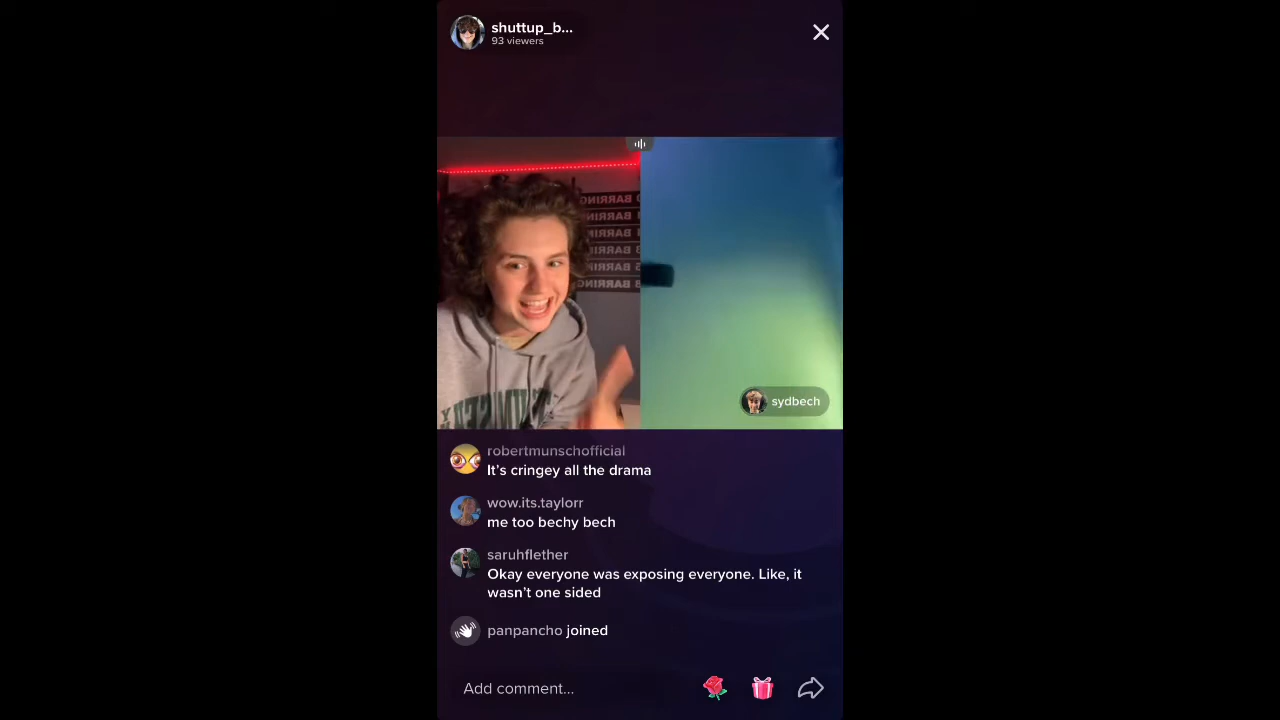 shuttup_b...
93 viewers
sydbech
robertmunschofficial
It's cringey all the drama
wow.its.taylorr
me too bechy bech
saruhflether
Okay everyone was exposing everyone. Like, it
wasn't one sided
panpancho joined
Add comment...